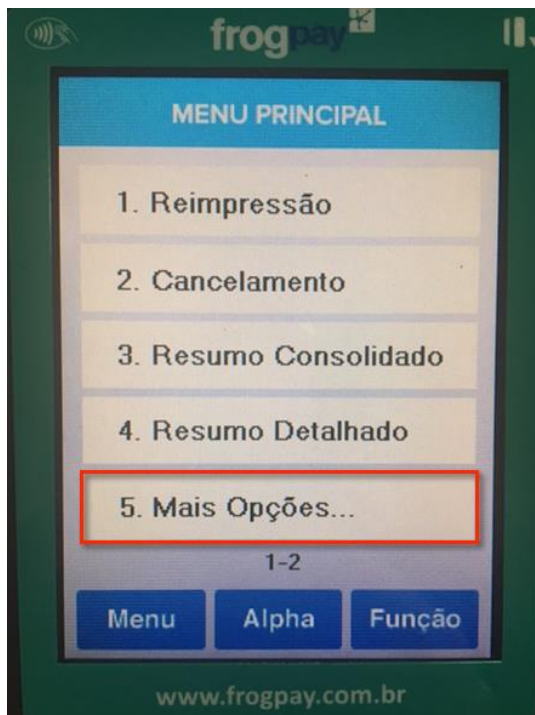 frogpay
MENU PRINCIPAL
1. Reimpressão
2. Cancelamento
3. Resumo Consolidado
4. Resumo Detalhado
5. Mais Opções...
1-2
Menu Alpha Função
www.frogpay.com.br